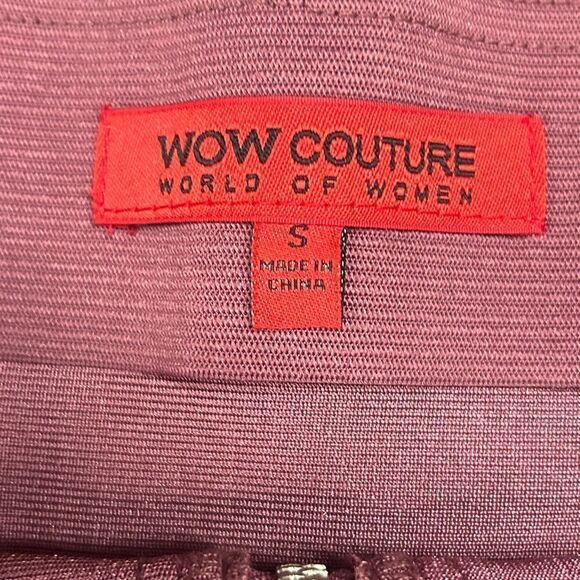 WOW COUTURE
WORLD OF WOMEN
S
MADE IN
CHINA